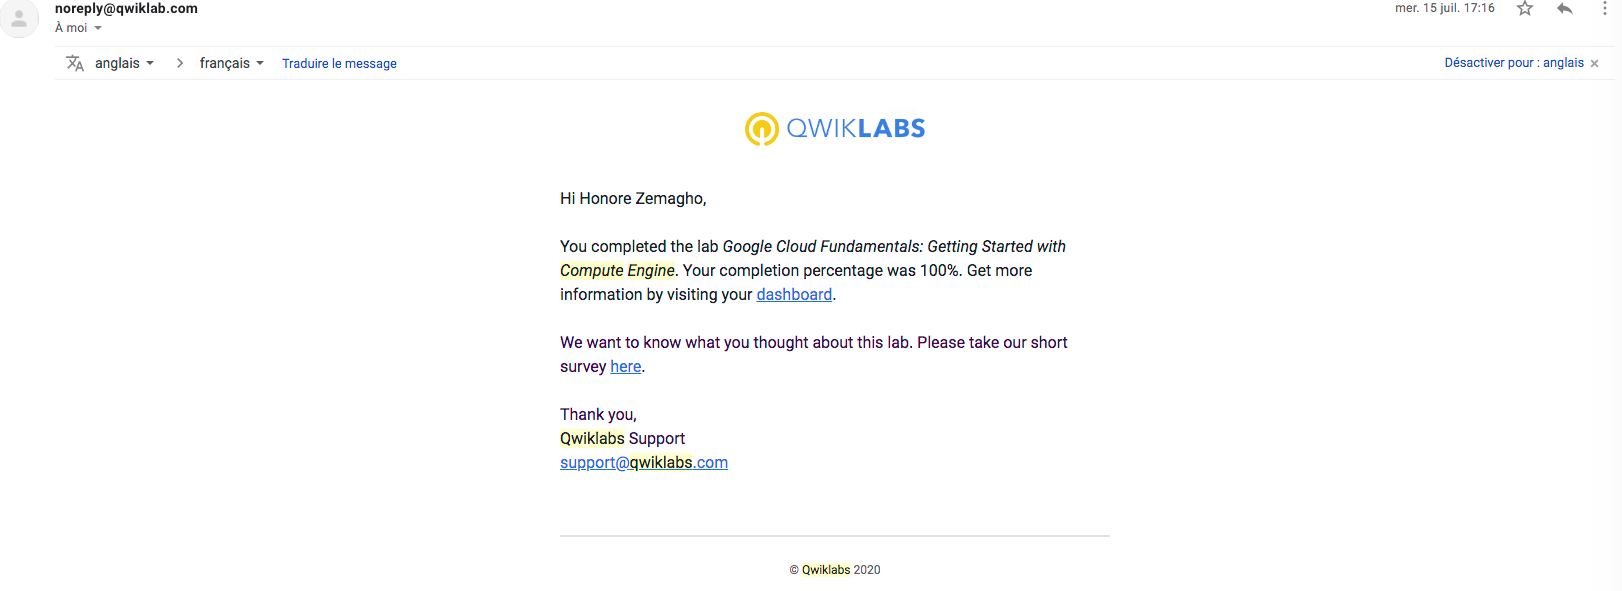 noreply@qwiklab.com
mer. 15 juil. 17:16
À moi
anglais
français
Traduire le message
Désactiver pour : anglais
QWIKLABS
Hi Honore Zemagho,
You completed the lab Google Cloud Fundamentals: Getting Started with
Compute Engine. Your completion percentage was 100%. Get more
information by visiting your dashboard.
We want to know what you thought about this lab. Please take our short
survey here.
Thank you,
Qwiklabs Support
support@qwiklabs.com
© Qwiklabs 2020